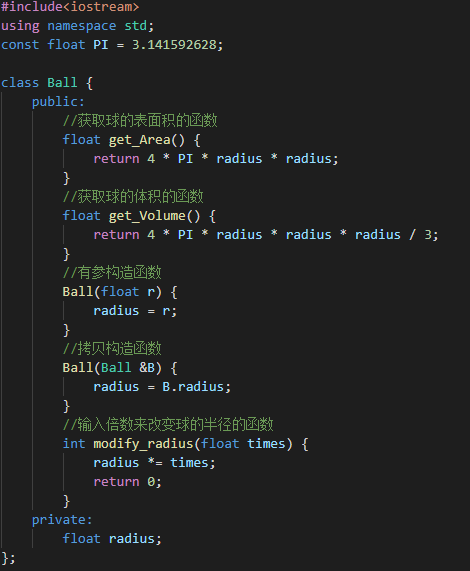 #include<iostream>
using namespace std;
const float PI = 3.141592628;

class Ball {
    public:
        //获取球的表面积的函数
        float get_Area() {
            return 4 * PI * radius * radius;
        }
        //获取球的体积的函数
        float get_Volume() {
            return 4 * PI * radius * radius * radius / 3;
        }
        //有参构造函数
        Ball(float r) {
            radius = r;
        }
        //拷贝构造函数
        Ball(Ball &B) {
            radius = B.radius;
        }
        //输入倍数来改变球的半径的函数
        int modify_radius(float times) {
            radius *= times;
            return 0;
        }
    private:
        float radius;
};